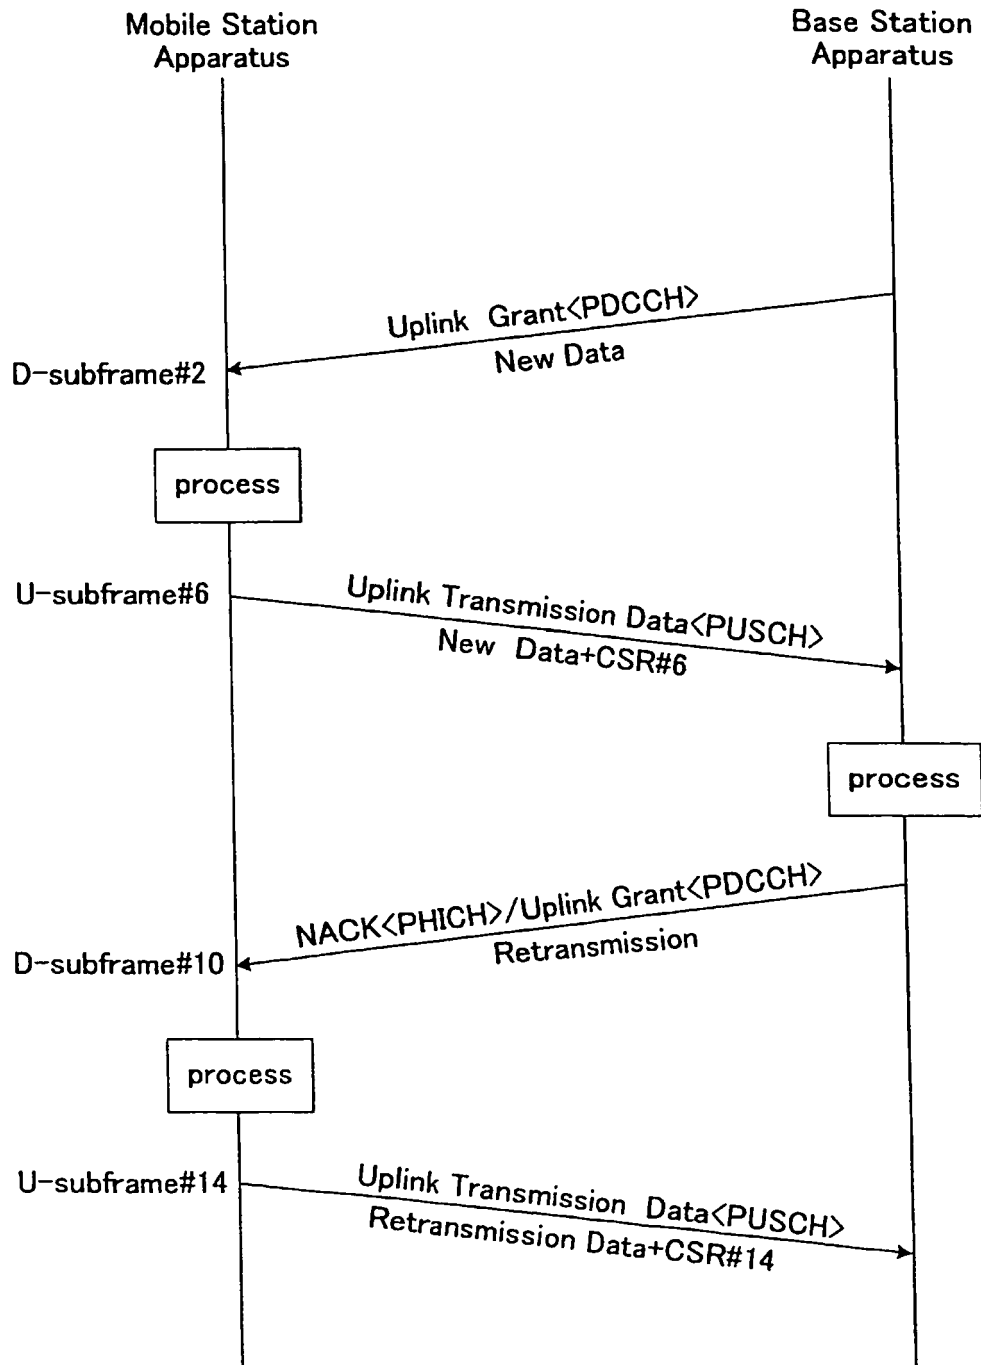 Mobile Station
Apparatus
Base Station
Apparatus
Uplink Grant<PDCCH>
New Data
D-subframe#2
process
U-subframe#6
Uplink Transmission Data<PUSCH>
New Data+CSR#6
process
NACK<PHICH>/Uplink Grant<PDCCH>
Retransmission
D-subframe#10
process
U-subframe#14
Uplink Transmission Data<PUSCH>
Retransmission Data+CSR#14